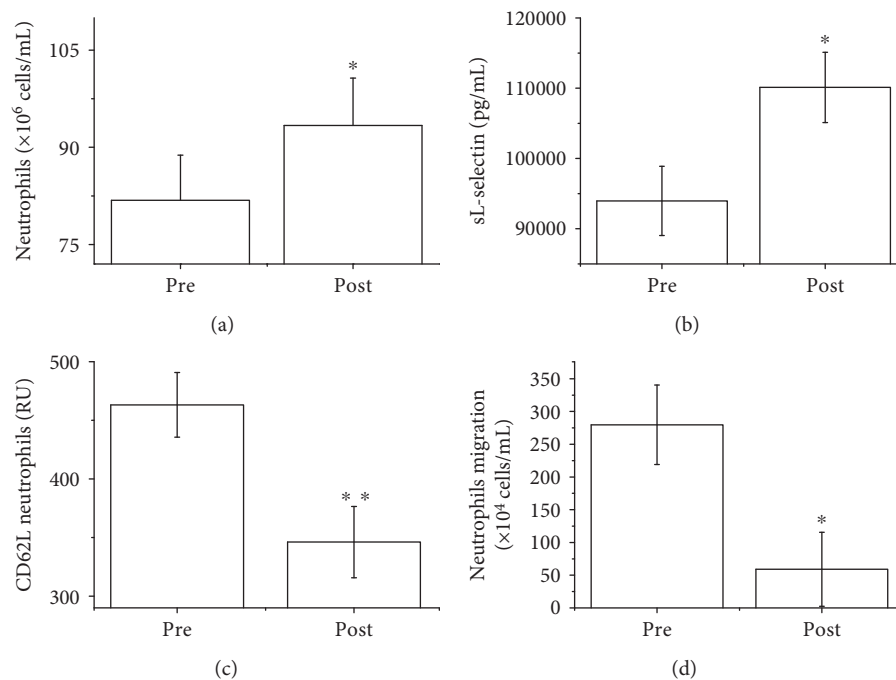 Neutrophils (×10⁶ cells/mL)
105
90
75
*
Pre
Post
(a)
sL-selectin (pg/mL)
120000
110000
100000
90000
*
Pre
Post
(b)
CD62L neutrophils (RU)
500
400
300
* *
Pre
Post
(c)
Neutrophils migration
(×10⁴ cells/mL)
350
300
250
200
150
100
50
0
*
Pre
Post
(d)